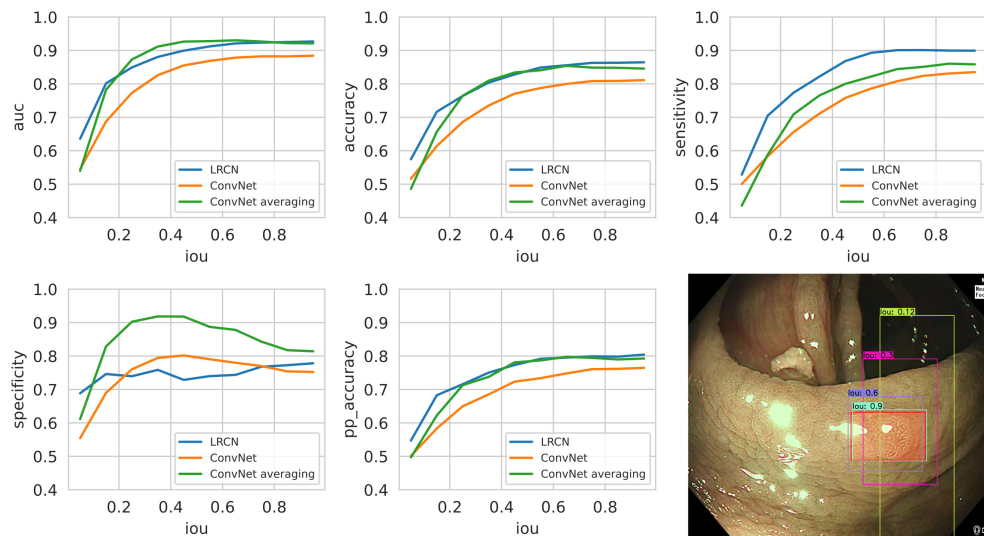 1.0
0.9
0.8
0.7
0.6
0.5
0.4
auc
0.2 0.4 0.6 0.8
iou
LRCN
ConvNet
ConvNet averaging
1.0
0.9
0.8
0.7
0.6
0.5
0.4
accuracy
0.2 0.4 0.6 0.8
iou
LRCN
ConvNet
ConvNet averaging
1.0
0.9
0.8
0.7
0.6
0.5
0.4
sensitivity
0.2 0.4 0.6 0.8
iou
LRCN
ConvNet
ConvNet averaging
1.0
0.9
0.8
0.7
0.6
0.5
0.4
specificity
0.2 0.4 0.6 0.8
iou
LRCN
ConvNet
ConvNet averaging
1.0
0.9
0.8
0.7
0.6
0.5
0.4
pp_accuracy
0.2 0.4 0.6 0.8
iou
LRCN
ConvNet
ConvNet averaging
Iou: 0.12
Iou: 0.3
Iou: 0.6
Iou: 0.9